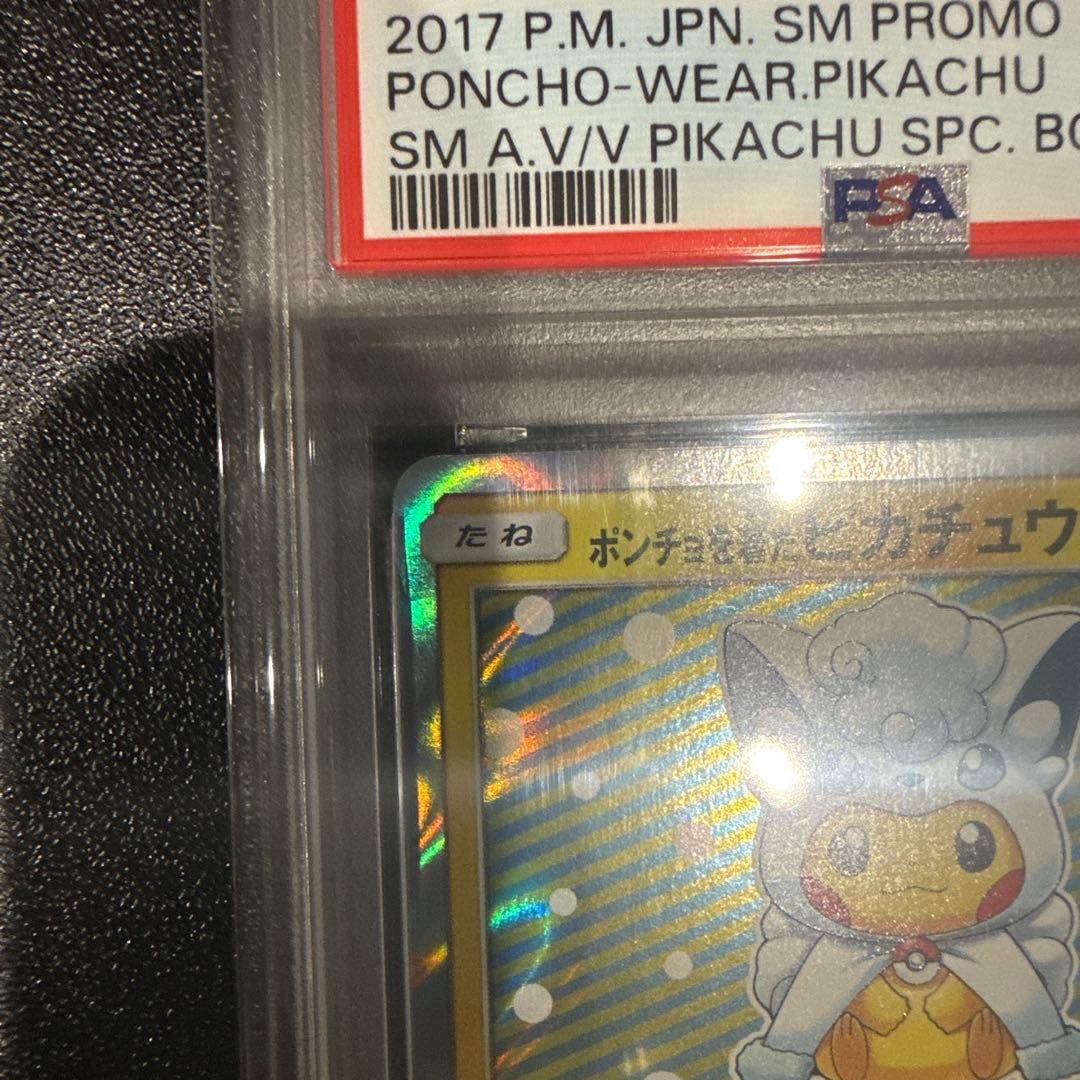 2017 P.M. JPN. SM PROMO
PONCHO-WEAR.PIKACHU
SM A.V/V PIKACHU SPC.
PSA
たね
ポンチョを着たピカチュウ